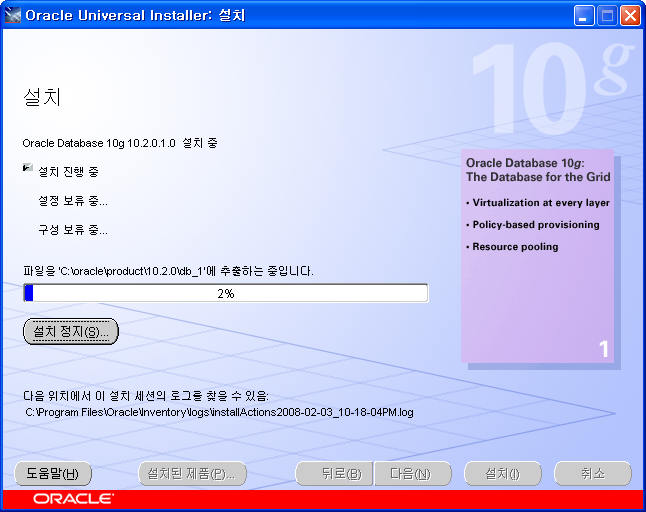 Oracle Universal Installer: 설치
10g
설치
Oracle Database 10g 10.2.0.1.0 설치 중
설치 진행 중
설정 보류 중...
구성 보류 중...
Oracle Database 10g:
The Database for the Grid
• Virtualization at every layer
• Policy-based provisioning
• Resource pooling
1
파일을 'C:\oracle\product\10.2.0\db_1'에 추출하는 중입니다.
2%
설치 정지(S)...
다음 위치에서 이 설치 세션의 로그를 찾을 수 있음:
C:\Program Files\Oracle\Inventory\logs\installActions2008-02-03_10-18-04PM.log
도움말(H) 설치된 제품(P)... 뒤로(B) 다음(N) 설치(I) 취소
ORACLE